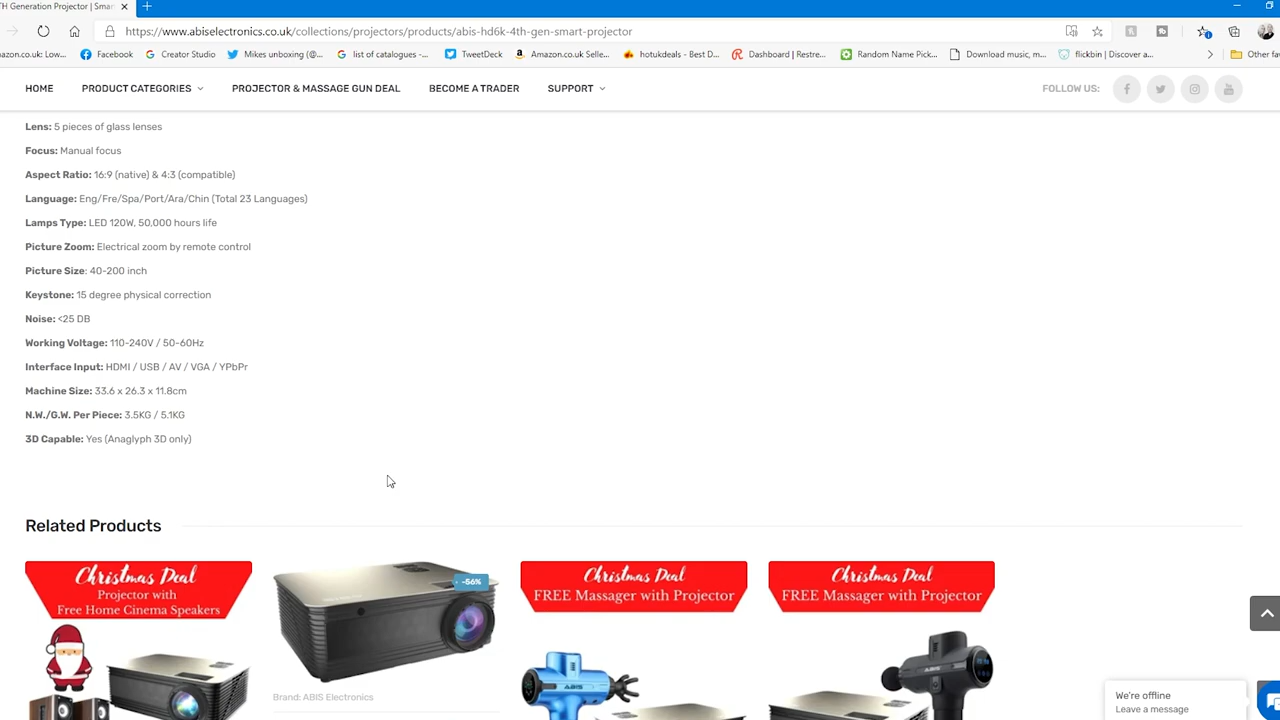 TH Generation Projector | Smar
https://www.abiselectronics.co.uk/collections/projectors/products/abis-hd6k-4th-gen-smart-projector
azon.co.uk: Low... Facebook Creator Studio Mikes unboxing (@... list of catalogues -... TweetDeck Amazon.co.uk Selle... hotukdeals - Best D... Dashboard | Restre... Random Name Pick... Download music, m... flickbin | Discover a... Other fa
HOME PRODUCT CATEGORIES PROJECTOR & MASSAGE GUN DEAL BECOME A TRADER SUPPORT FOLLOW US:
Lens: 5 pieces of glass lenses
Focus: Manual focus
Aspect Ratio: 16:9 (native) & 4:3 (compatible)
Language: Eng/Fre/Spa/Port/Ara/Chin (Total 23 Languages)
Lamps Type: LED 120W, 50,000 hours life
Picture Zoom: Electrical zoom by remote control
Picture Size: 40-200 inch
Keystone: 15 degree physical correction
Noise: <25 DB
Working Voltage: 110-240V / 50-60Hz
Interface Input: HDMI / USB / AV / VGA / YPbPr
Machine Size: 33.6 x 26.3 x 11.8cm
N.W./G.W. Per Piece: 3.5KG / 5.1KG
3D Capable: Yes (Anaglyph 3D only)
Related Products
Christmas Deal
Projector with
Free Home Cinema Speakers
-56%
Brand: ABIS Electronics
Christmas Deal
FREE Massager with Projector
ABIS
Christmas Deal
FREE Massager with Projector
ABIS
We're offline
Leave a message